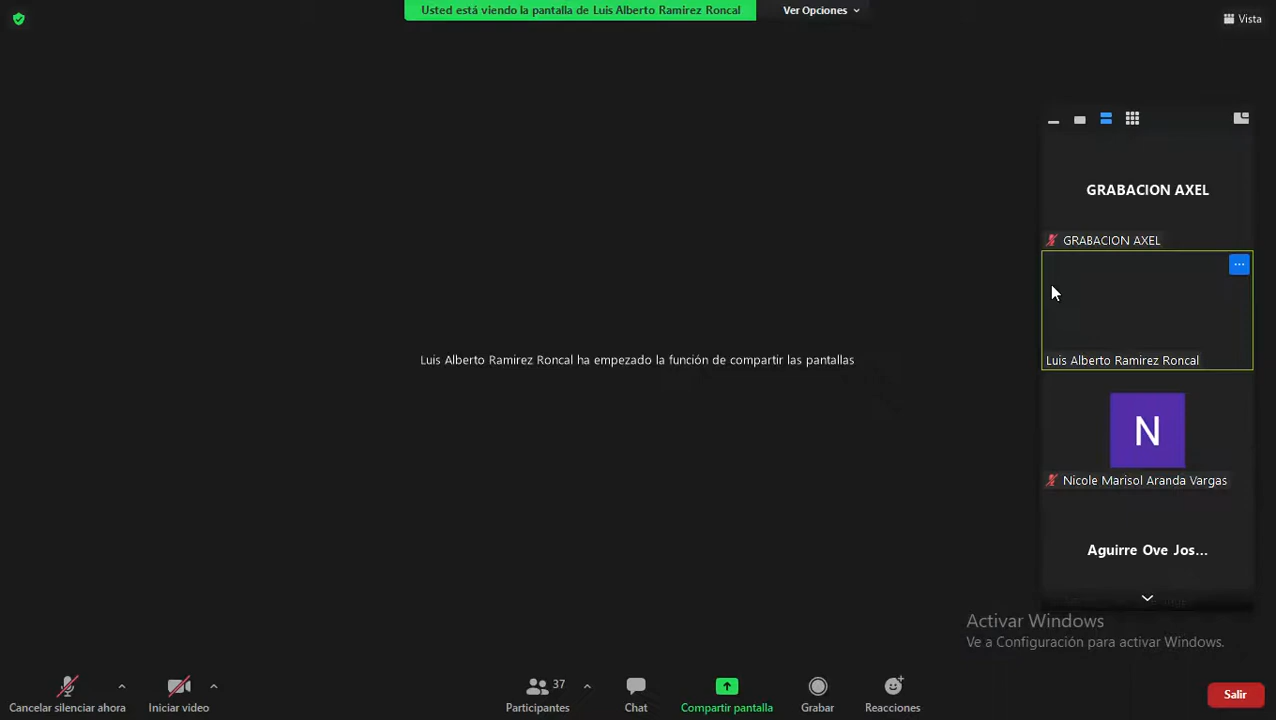 Usted está viendo la pantalla de Luis Alberto Ramirez Roncal
Ver Opciones
Vista
GRABACION AXEL
GRABACION AXEL
Luis Alberto Ramirez Roncal
Luis Alberto Ramirez Roncal ha empezado la función de compartir las pantallas
N
Nicole Marisol Aranda Vargas
Aguirre Ove Jos...
Activar Windows
Ve a Configuración para activar Windows.
37
Cancelar silenciar ahora
Iniciar video
Participantes
Chat
Compartir pantalla
Grabar
Reacciones
Salir